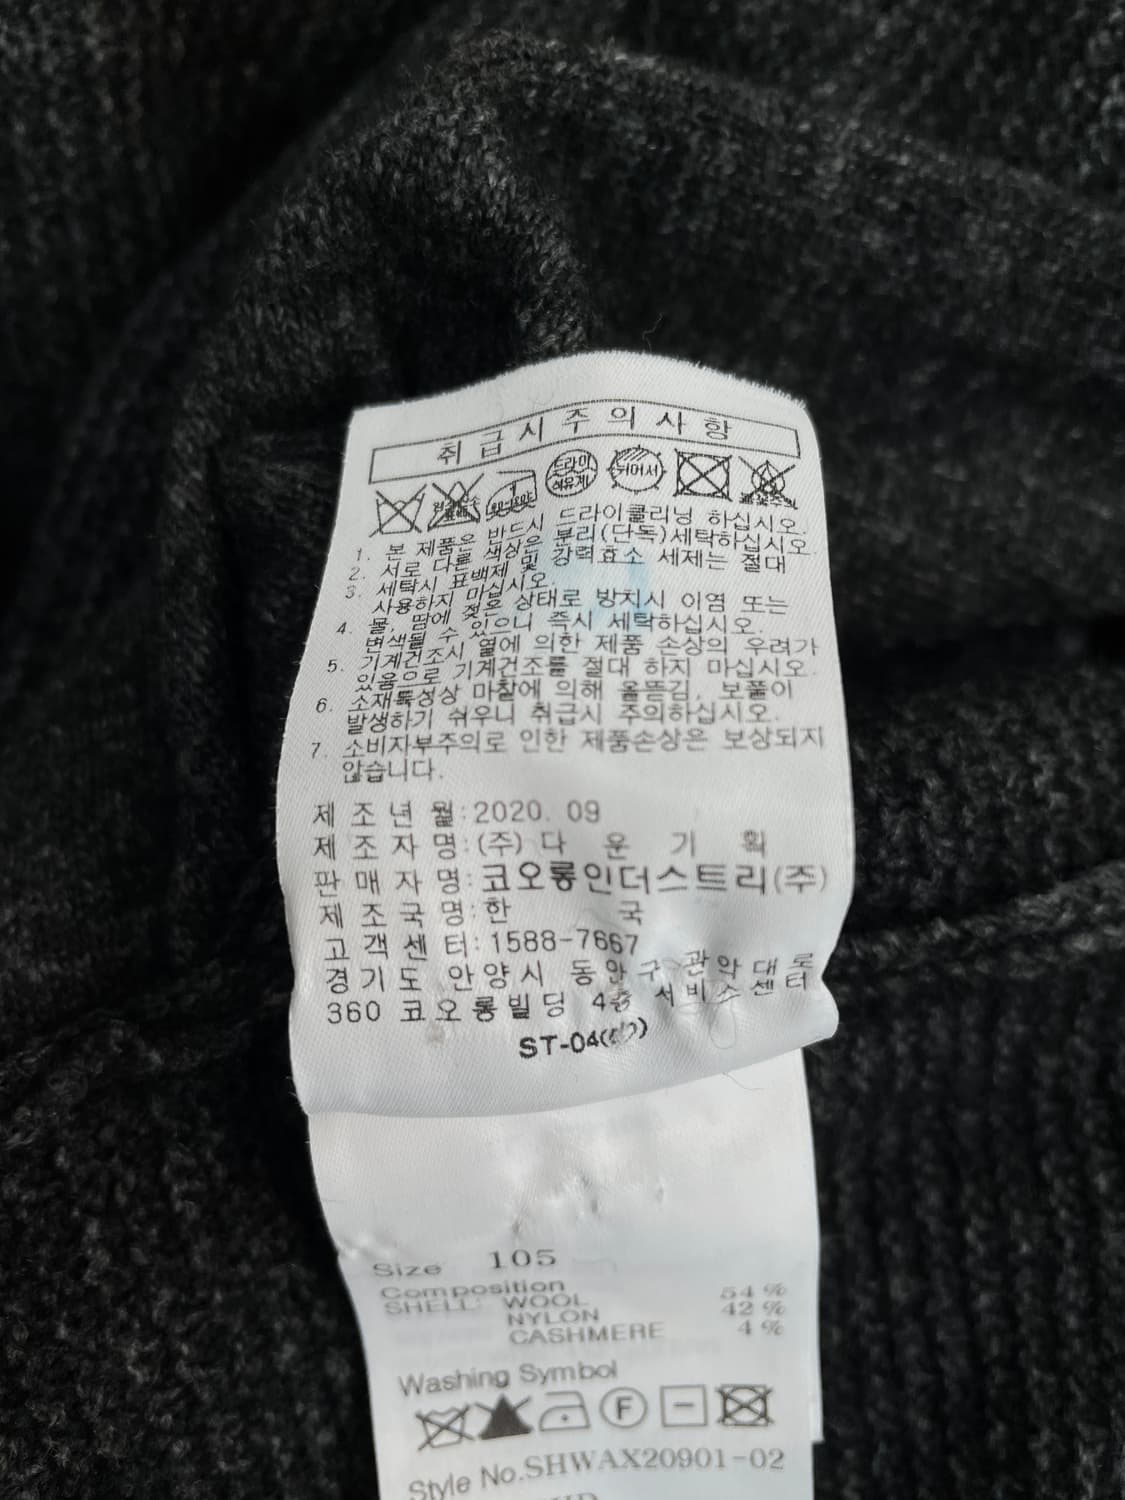 취급시주의사항
드라이
석유계
뉘어서
1. 본 제품은 반드시 드라이클리닝 하십시오.
2. 서로 다른 색상은 분리(단독)세탁하십시오.
3. 세탁시 표백제 및 강력효소 세제는 절대
사용하지 마십시오.
4. 물, 땀에 젖은 상태로 방치시 이염 또는
변색될 수 있으니 즉시 세탁하십시오.
5. 기계건조시 열에 의한 제품 손상의 우려가
있음으로 기계건조를 절대 하지 마십시오.
6. 소재특성상 마찰에 의해 올뜯김, 보풀이
발생하기 쉬우니 취급시 주의하십시오.
7. 소비자부주의로 인한 제품손상은 보상되지
않습니다.
제 조 년 월:2020. 09
제 조 자 명:(주) 다 운 기 획
판 매 자 명:코오롱인더스트리(주)
제 조 국 명:한 국
고 객 센 터:1588-7667
경 기 도 안 양 시 동 안 구 관 악 대 로
360 코오롱빌딩 4층 서비스센터
Size 105
Composition
SHELL: WOOL 54 %
NYLON 42 %
CASHMERE 4 %
Washing Symbol
F
Style No.SHWAX20901-02